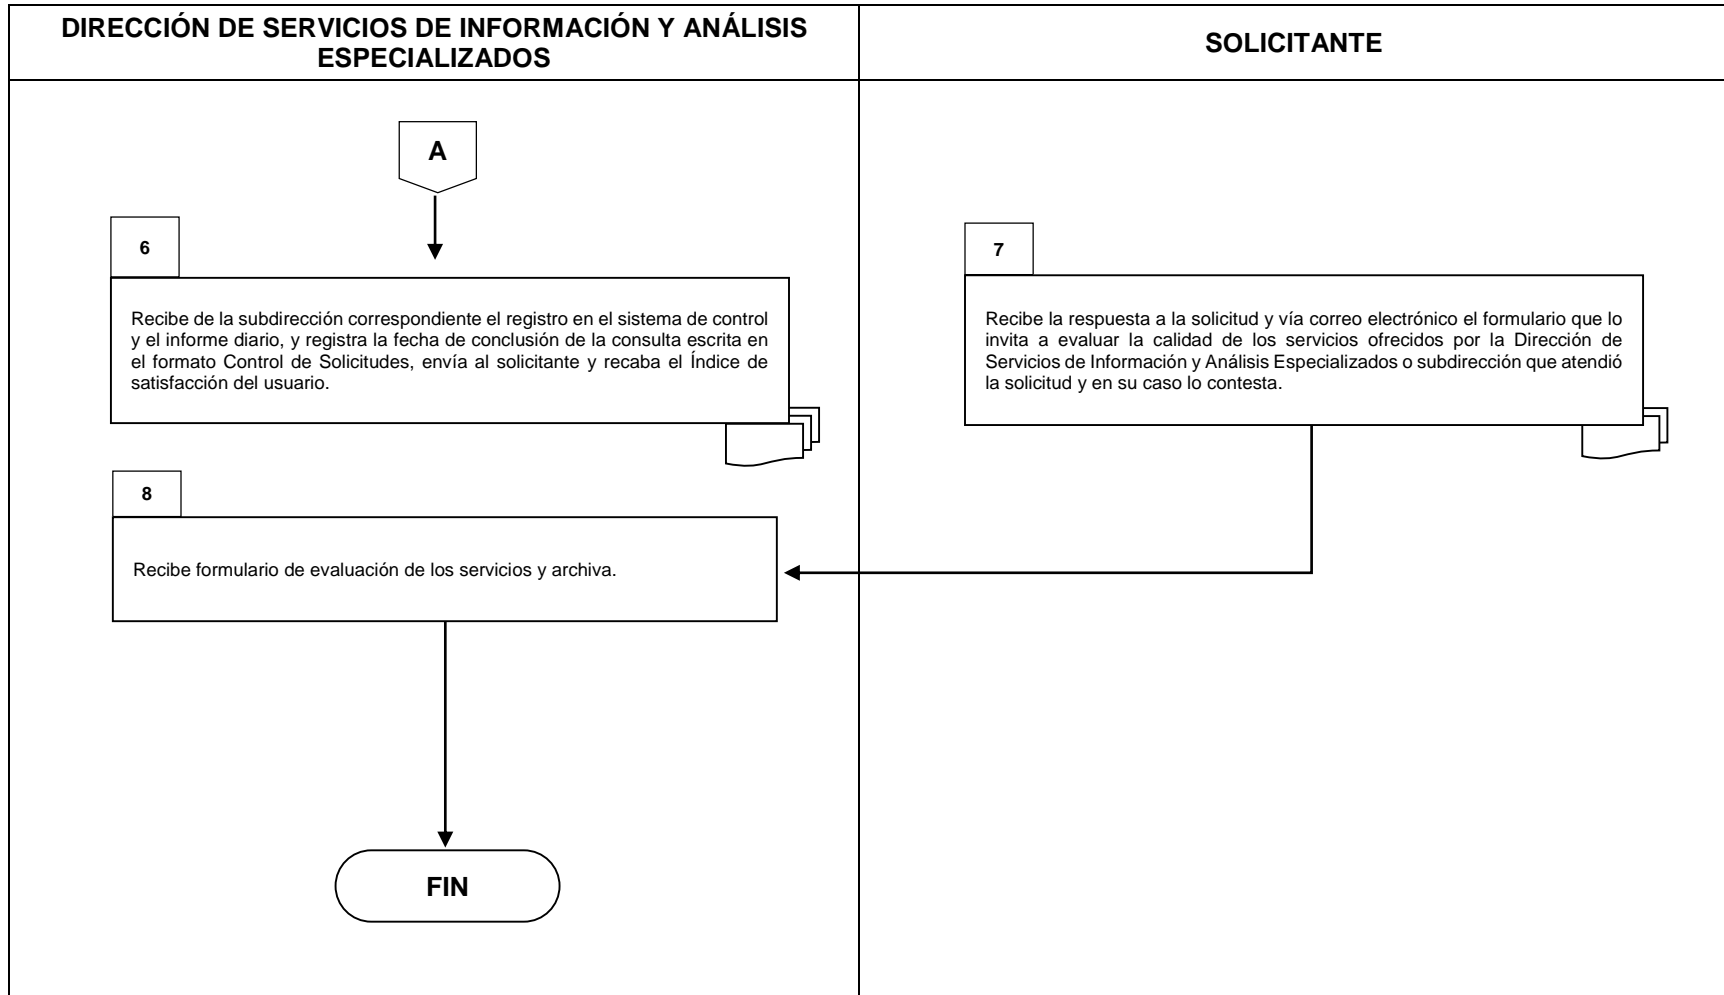 DIRECCIÓN DE SERVICIOS DE INFORMACIÓN Y ANÁLISIS
ESPECIALIZADOS
SOLICITANTE
A
6
Recibe de la subdirección correspondiente el registro en el sistema de control
y el informe diario, y registra la fecha de conclusión de la consulta escrita en
el formato Control de Solicitudes, envía al solicitante y recaba el Índice de
satisfacción del usuario.
7
Recibe la respuesta a la solicitud y vía correo electrónico el formulario que lo
invita a evaluar la calidad de los servicios ofrecidos por la Dirección de
Servicios de Información y Análisis Especializados o subdirección que atendió
la solicitud y en su caso lo contesta.
8
Recibe formulario de evaluación de los servicios y archiva.
FIN